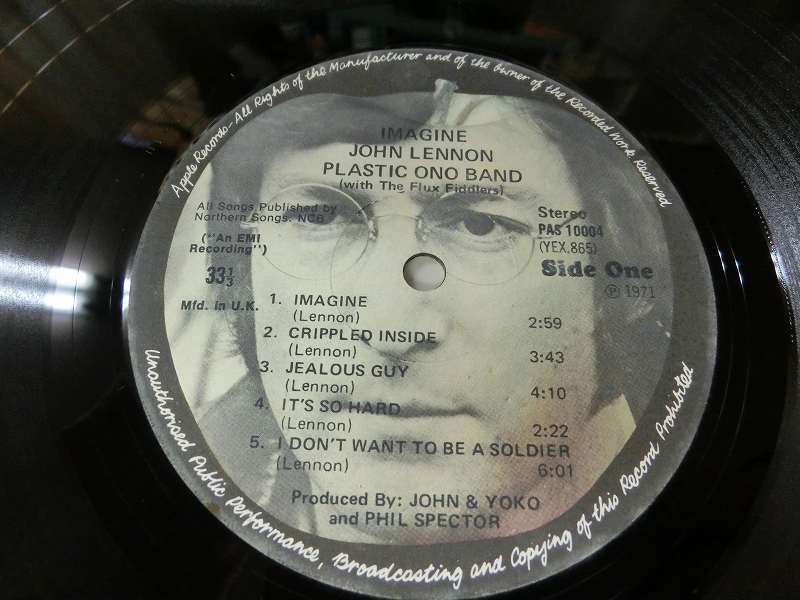 Apple Records-All Rights of the Manufacturer and of the Owner of the Recorded Work Reserved
IMAGINE
JOHN LENNON
PLASTIC ONO BAND
(with The Flux Fiddlers)
All Songs Published by
Northern Songs: NCB
("An EMI
Recording")
33⅓
Mfd. in U.K.
Stereo
PAS 10004
(YEX.865)
Side One
Ⓟ 1971
1. IMAGINE
(Lennon) 2:59
2. CRIPPLED INSIDE
(Lennon) 3:43
3. JEALOUS GUY
(Lennon) 4:10
4. IT'S SO HARD
(Lennon) 2:22
5. I DON'T WANT TO BE A SOLDIER
(Lennon) 6:01
Produced By: JOHN & YOKO
and PHIL SPECTOR
Unauthorised Public Performance, Broadcasting and Copying of this Record Prohibited